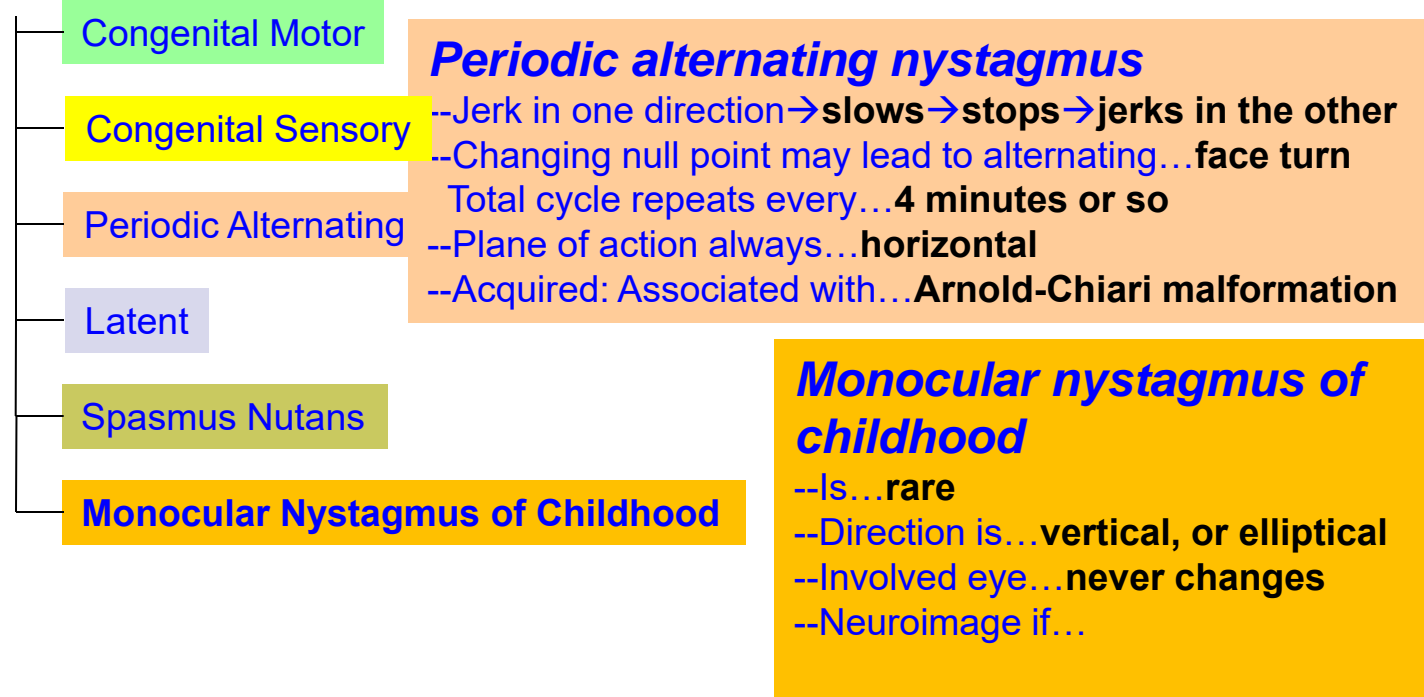 Congenital Motor
Congenital Sensory
Periodic Alternating
Latent
Spasmus Nutans
Monocular Nystagmus of Childhood
Periodic alternating nystagmus
--Jerk in one direction→slows→stops→jerks in the other
--Changing null point may lead to alternating…face turn
Total cycle repeats every…4 minutes or so
--Plane of action always…horizontal
--Acquired: Associated with…Arnold-Chiari malformation
Monocular nystagmus of
childhood
--Is…rare
--Direction is…vertical, or elliptical
--Involved eye…never changes
--Neuroimage if…